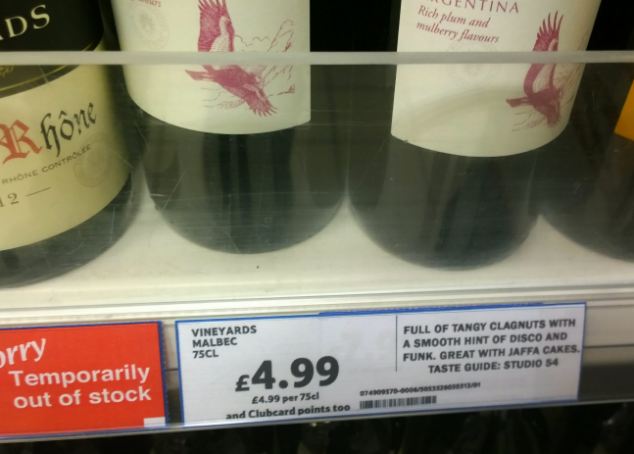 DS
Rhône
RHÔNE CONTRÔLÉE
12
ARGENTINA
Rich plum and
mulberry flavours
orry
Temporarily
out of stock
VINEYARDS
MALBEC
75CL
£4.99
£4.99 per 75cl
and Clubcard points too
FULL OF TANGY CLAGNUTS WITH
A SMOOTH HINT OF DISCO AND
FUNK. GREAT WITH JAFFA CAKES.
TASTE GUIDE: STUDIO 54